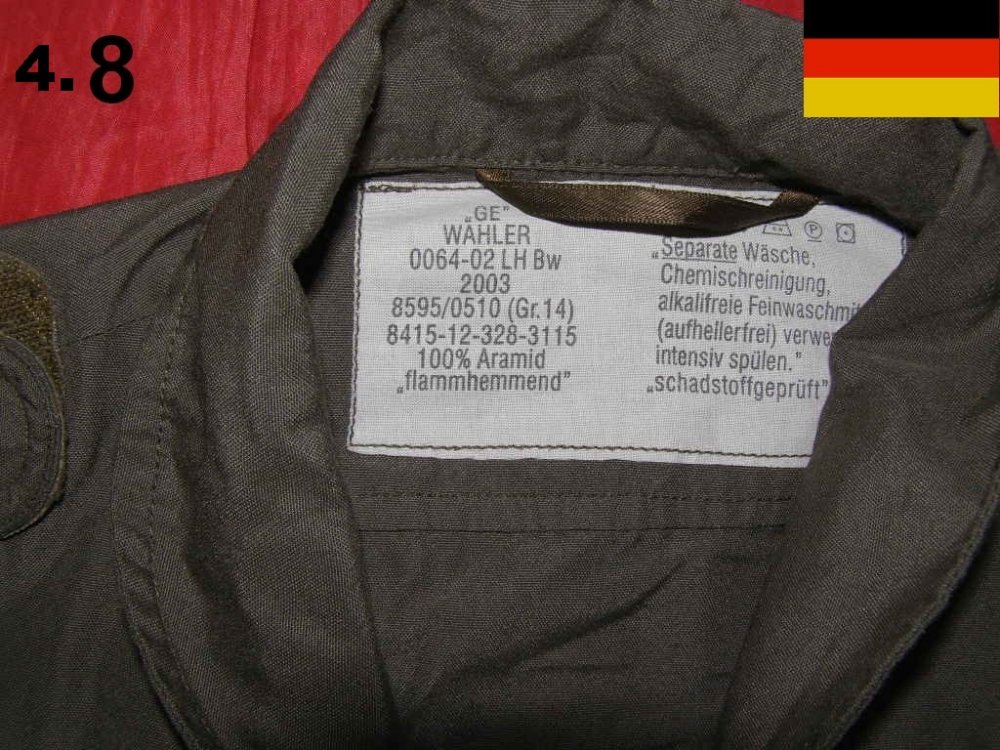 4.8
„GE"
WÄHLER
0064-02 LH Bw
2003
8595/0510 (Gr.14)
8415-12-328-3115
100% Aramid
„flammhemmend"
P
„Separate Wäsche,
Chemischreinigung,
alkalifreie Feinwaschmi
(aufhellerfrei) verwe
intensiv spülen."
„schadstoffgeprüft"